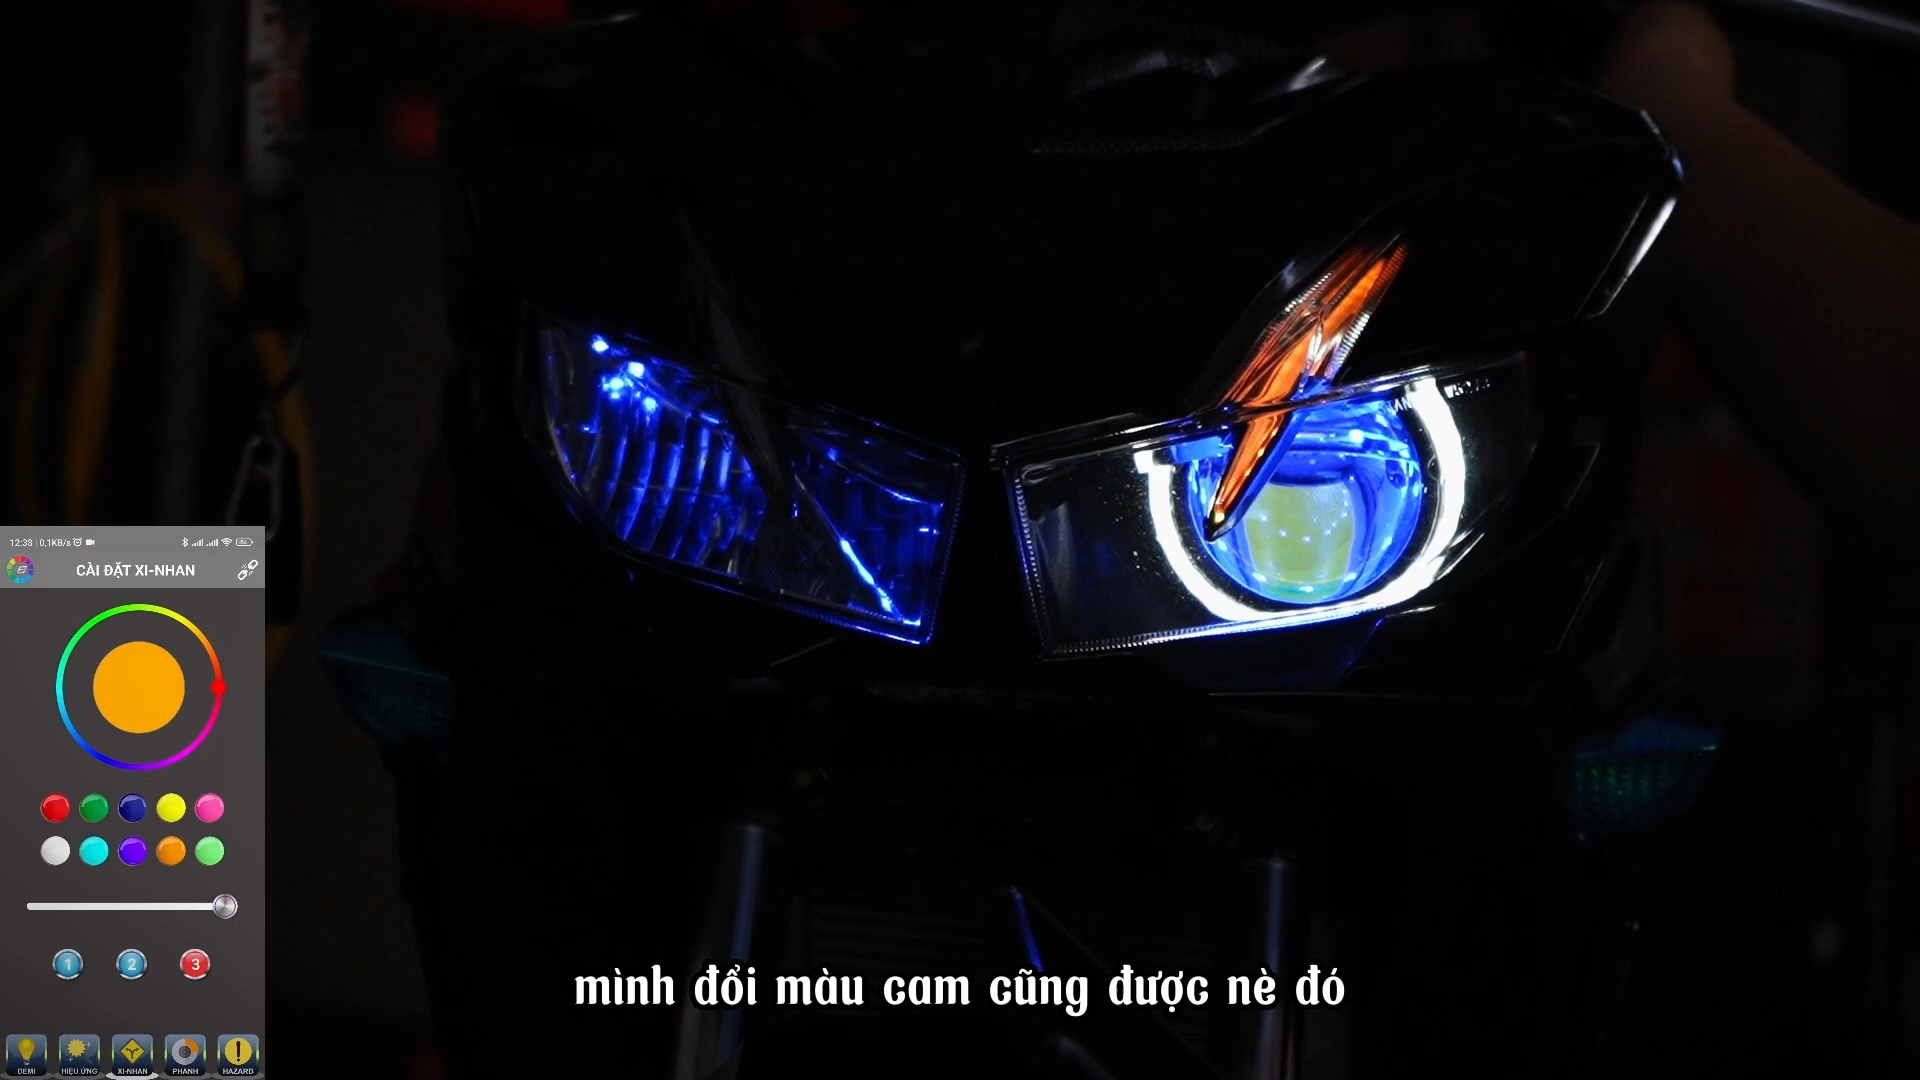 12:38 0,1KB/s
CÀI ĐẶT XI-NHAN
1 2 3
DEMI HIỆU ỨNG XI-NHAN PHANH HAZARD
mình đổi màu cam cũng được nè đó